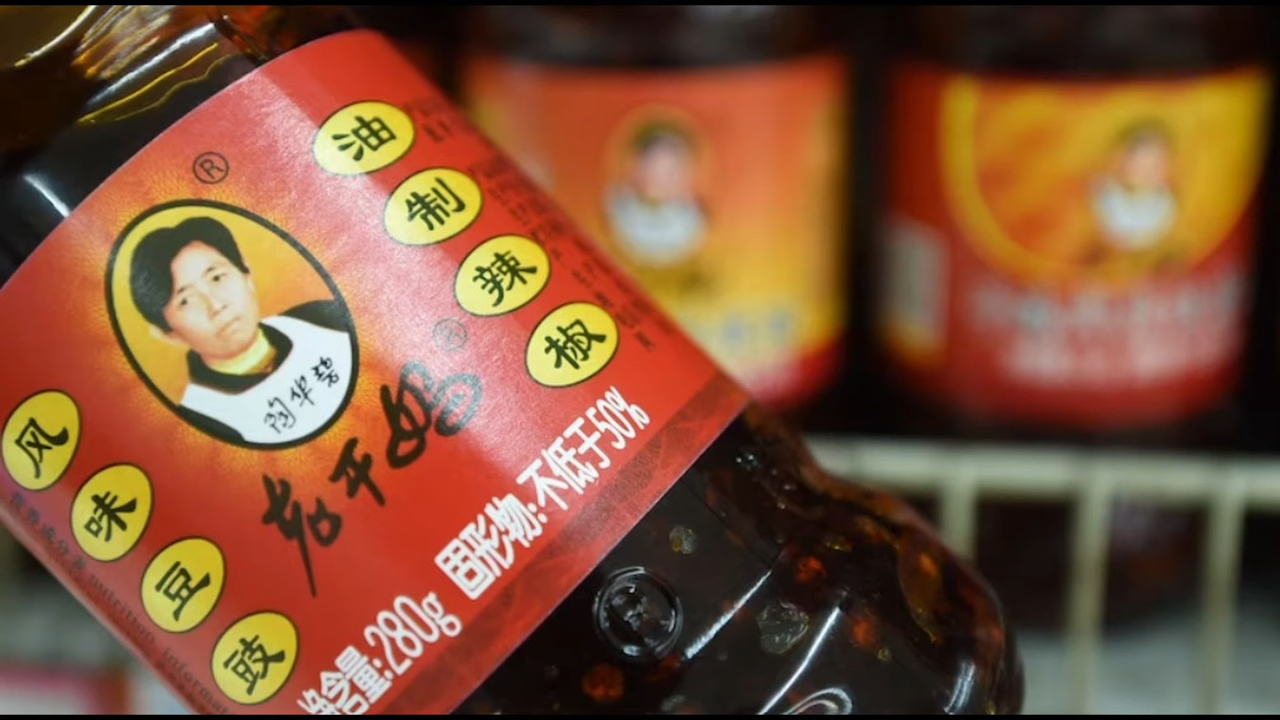 ®
风味豆豉
油制辣椒
陶华碧
老干妈®
净含量:280g 固形物:不低于50%
nutrition